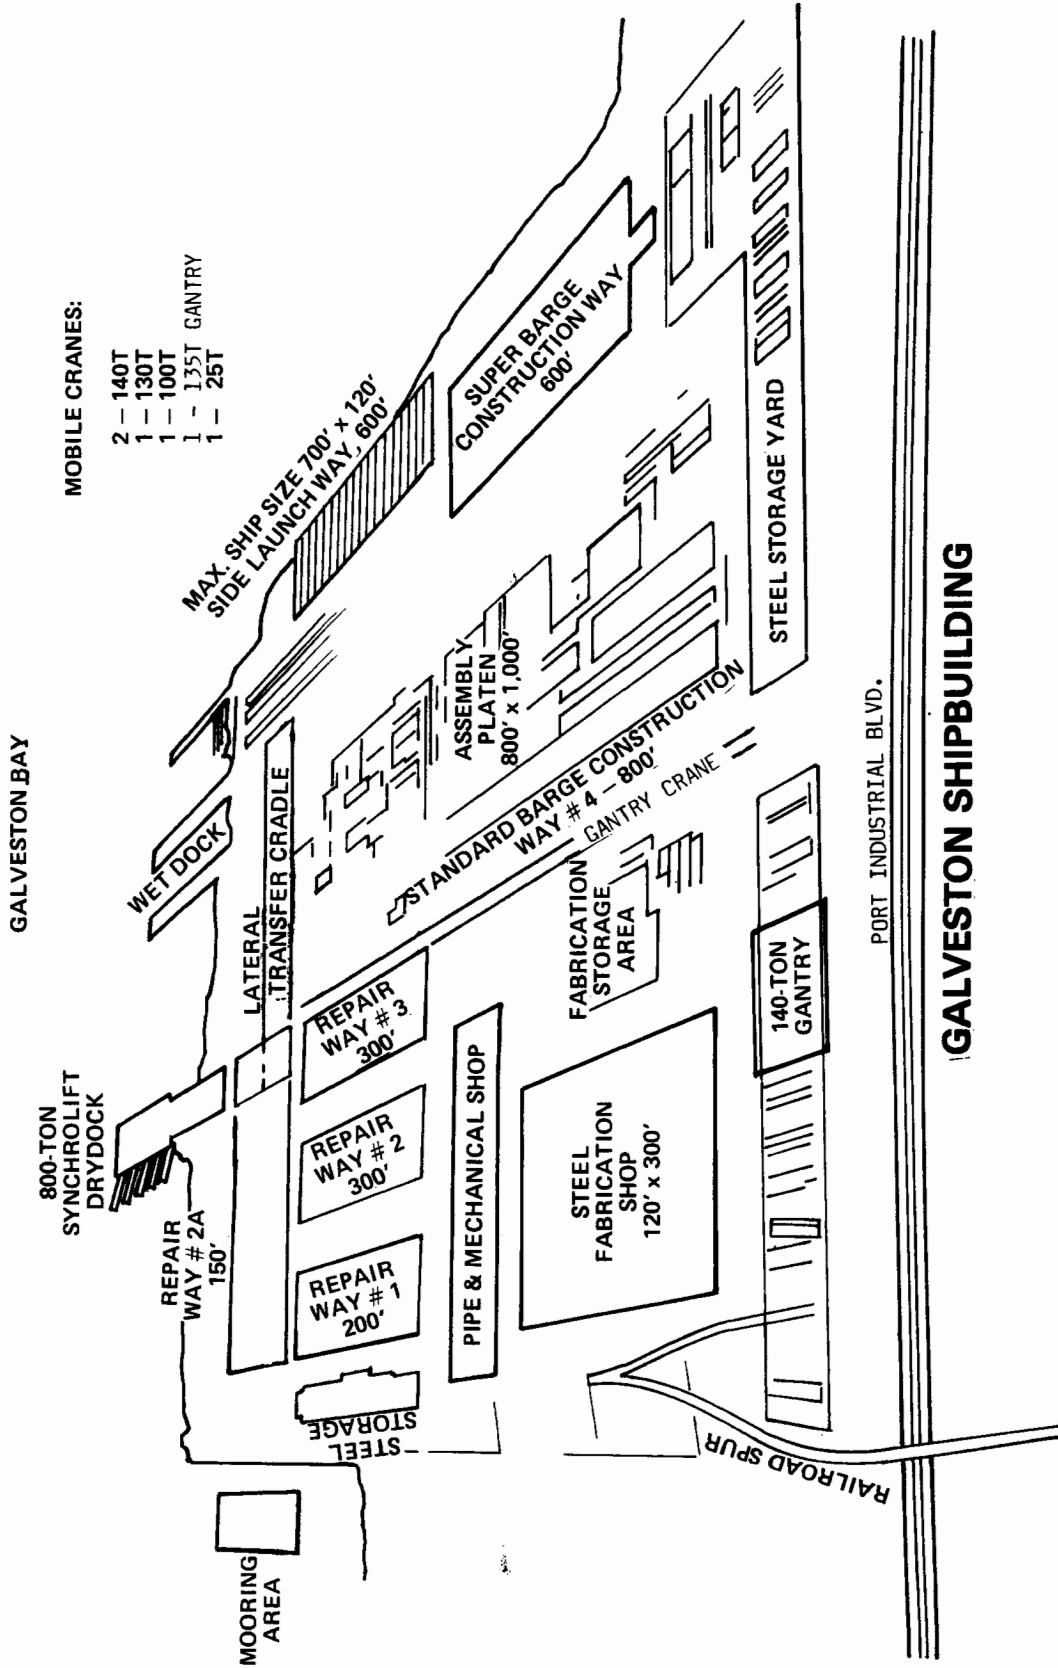 GALVESTON BAY
MOBILE CRANES:
2 – 140T
1 – 130T
1 – 100T
1 ~ 135T GANTRY
1 – 25T
800-TON
SYNCHROLIFT
DRYDOCK
WET DOCK
MAX. SHIP SIZE 700' x 120'
SIDE LAUNCH WAY, 600'
MOORING
AREA
REPAIR
WAY # 2A
150'
LATERAL
TRANSFER CRADLE
STEEL
STORAGE
REPAIR
WAY # 1
200'
REPAIR
WAY # 2
300'
REPAIR
WAY # 3
300'
SUPER BARGE
CONSTRUCTION WAY
600'
ASSEMBLY
PLATEN
800' x 1,000'
PIPE & MECHANICAL SHOP
STANDARD BARGE CONSTRUCTION
WAY # 4 – 800'
GANTRY CRANE
STEEL
FABRICATION
SHOP
120' x 300'
FABRICATION
STORAGE
AREA
RAILROAD SPUR
140-TON
GANTRY
STEEL STORAGE YARD
PORT INDUSTRIAL BLVD.
GALVESTON SHIPBUILDING